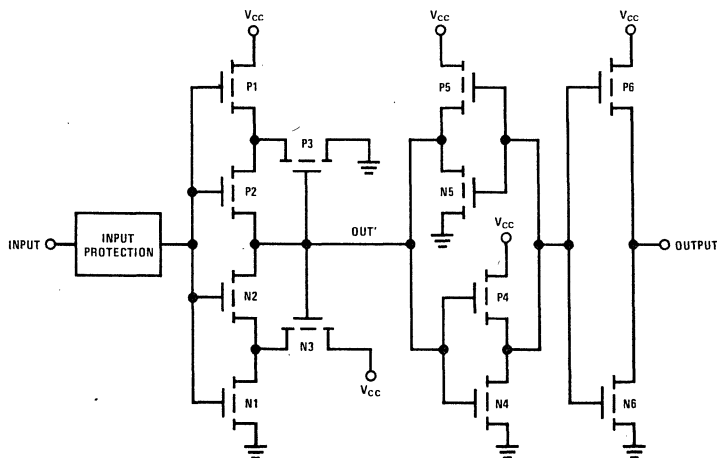 VCC
VCC
VCC
P1
P5
P6
P3
P2
N5
VCC
INPUT
INPUT
PROTECTION
OUT'
OUTPUT
P4
N2
N3
VCC
N1
N4
N6